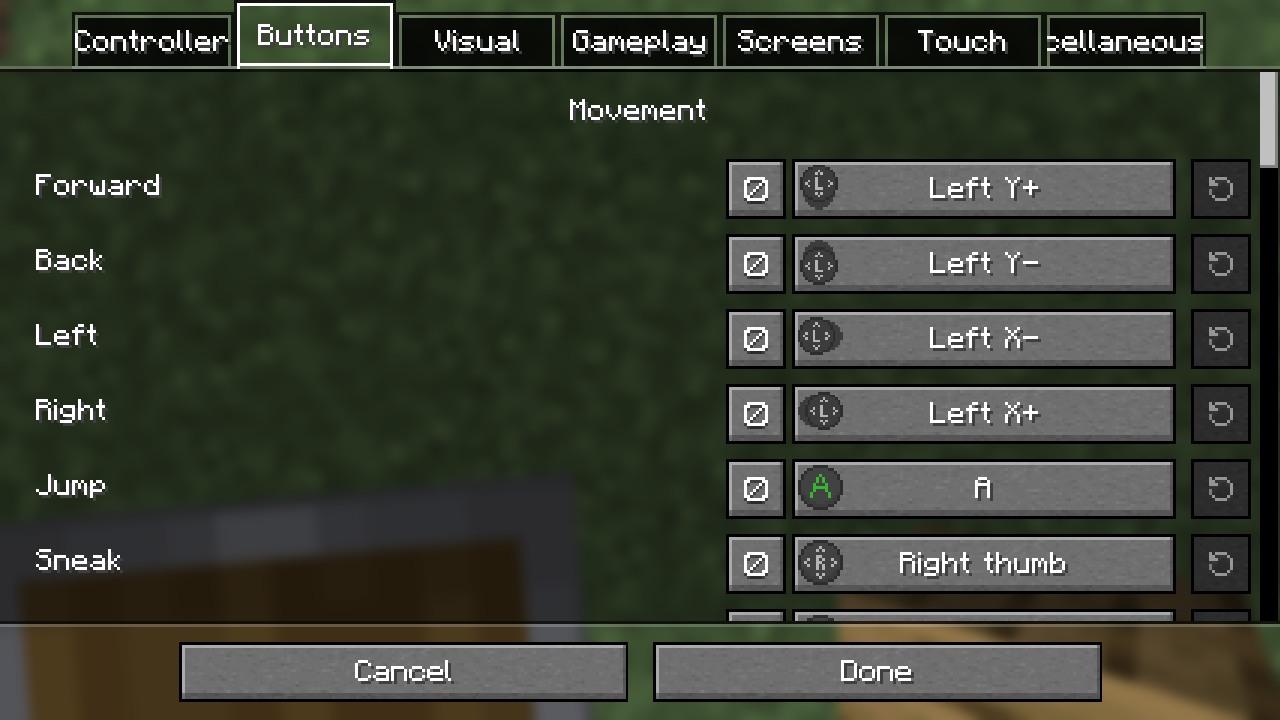 Controller Buttons Visual Gameplay Screens Touch cellaneous
Movement
Forward L Left Y+
Back L Left Y-
Left L Left X-
Right L Left X+
Jump A A
Sneak R Right thumb
Cancel Done